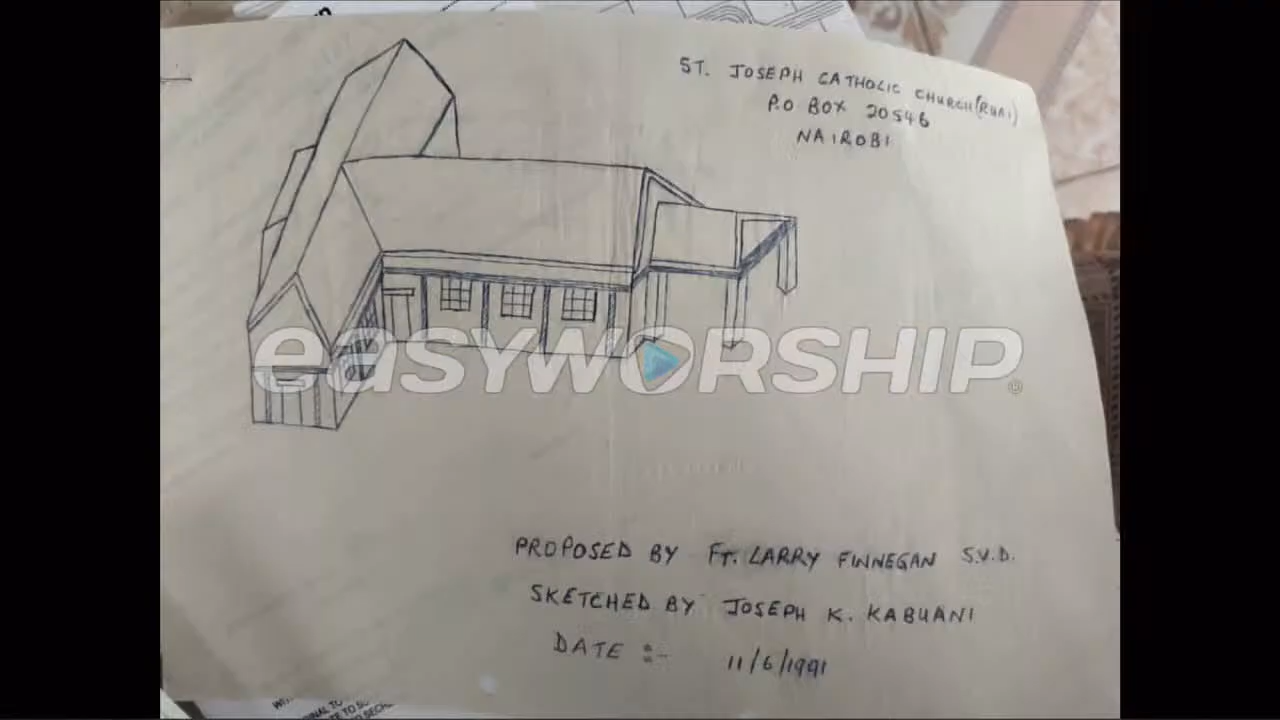 ST. JOSEPH CATHOLIC CHURCH (RUAI)
P.O BOX 20546
NAIROBI
easyWORSHIP®
PROPOSED BY Ft. LARRY FINNEGAN S.V.D.
SKETCHED BY JOSEPH K. KABUANI
DATE :- 11/6/1991